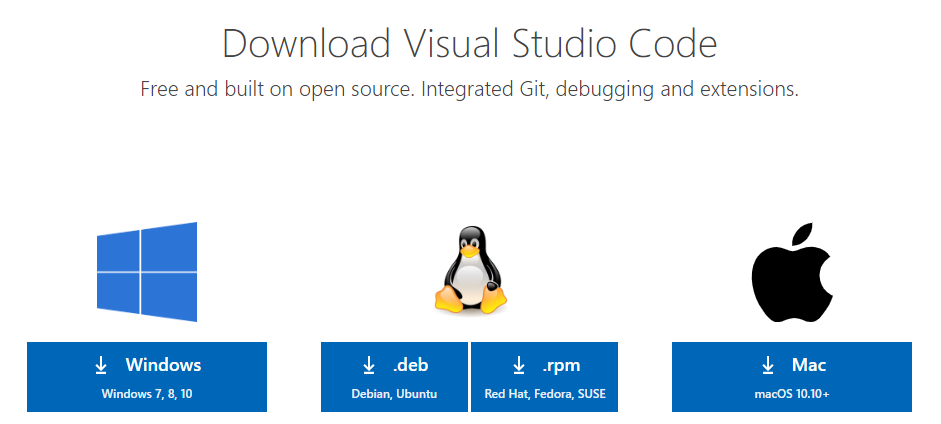 Download Visual Studio Code
Free and built on open source. Integrated Git, debugging and extensions.
Windows
Windows 7, 8, 10
.deb
Debian, Ubuntu
.rpm
Red Hat, Fedora, SUSE
Mac
macOS 10.10+